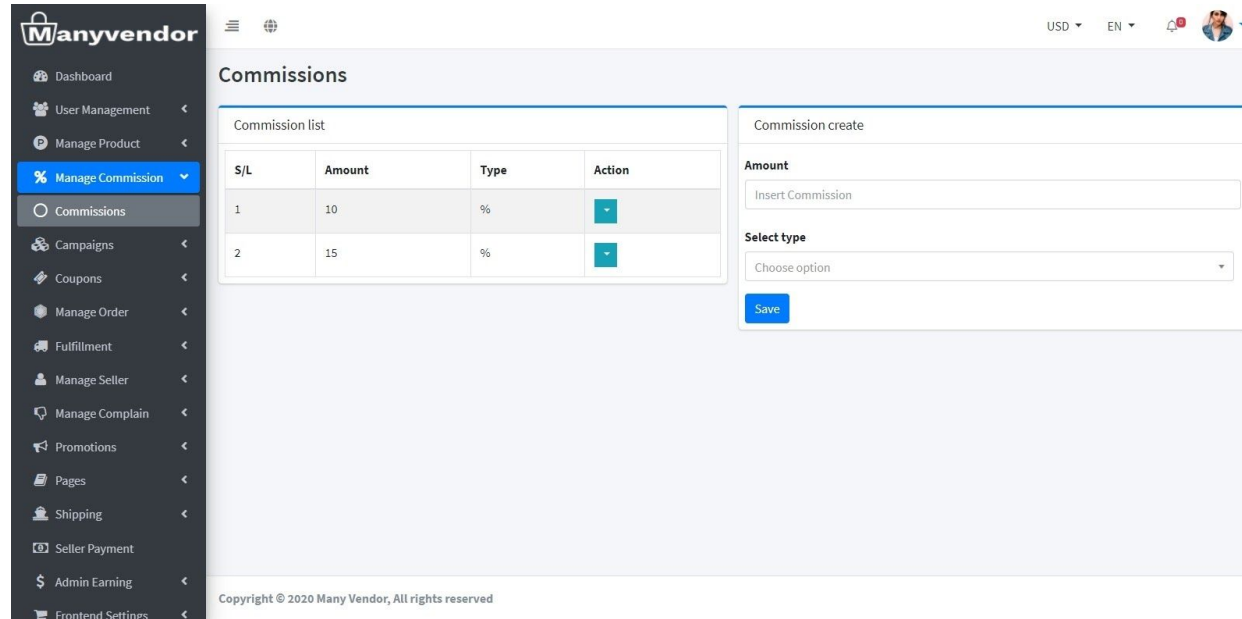 Manyvendor
USD EN 0
Dashboard
User Management
Manage Product
Manage Commission
Commissions
Campaigns
Coupons
Manage Order
Fulfillment
Manage Seller
Manage Complain
Promotions
Pages
Shipping
Seller Payment
Admin Earning
Frontend Settings
Commissions
Commission list
S/L Amount Type Action
1 10 %
2 15 %
Commission create
Amount
Insert Commission
Select type
Choose option
Save
Copyright © 2020 Many Vendor, All rights reserved